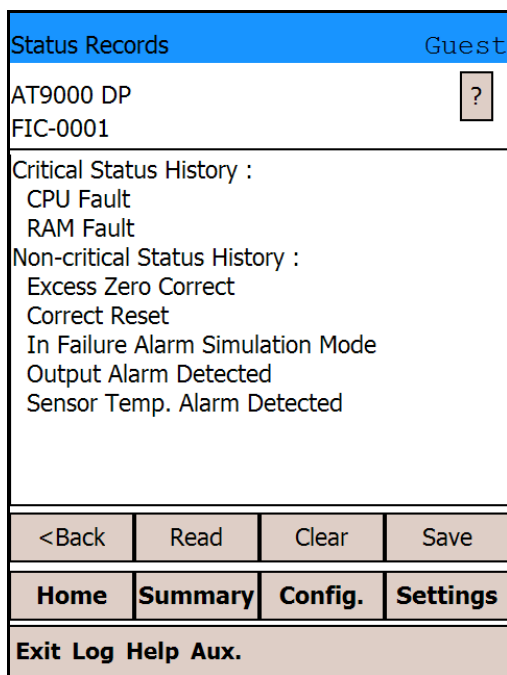 Status Records Guest
AT9000 DP ?
FIC-0001
Critical Status History :
CPU Fault
RAM Fault
Non-critical Status History :
Excess Zero Correct
Correct Reset
In Failure Alarm Simulation Mode
Output Alarm Detected
Sensor Temp. Alarm Detected
<Back Read Clear Save
Home Summary Config. Settings
Exit Log Help Aux.